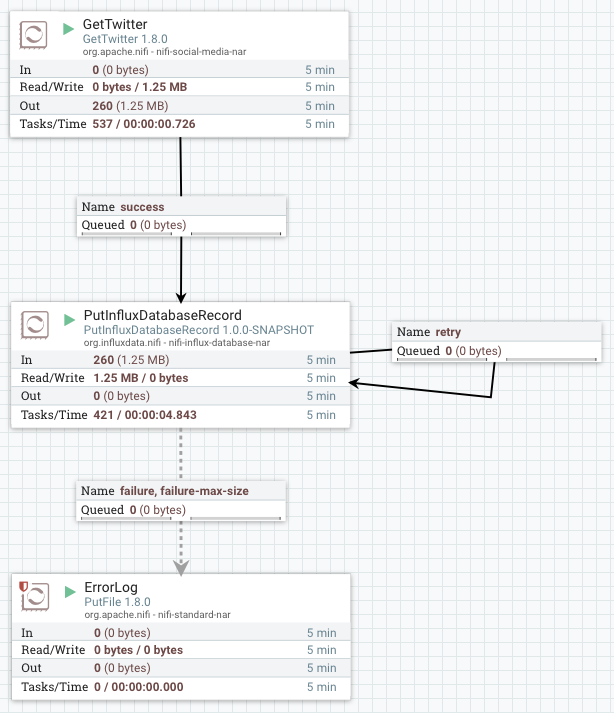 GetTwitter
GetTwitter 1.8.0
org.apache.nifi - nifi-social-media-nar
In 0 (0 bytes) 5 min
Read/Write 0 bytes / 1.25 MB 5 min
Out 260 (1.25 MB) 5 min
Tasks/Time 537 / 00:00:00.726 5 min
Name success
Queued 0 (0 bytes)
PutInfluxDatabaseRecord
PutInfluxDatabaseRecord 1.0.0-SNAPSHOT
org.influxdata.nifi - nifi-influx-database-nar
In 260 (1.25 MB) 5 min
Read/Write 1.25 MB / 0 bytes 5 min
Out 0 (0 bytes) 5 min
Tasks/Time 421 / 00:00:04.843 5 min
Name retry
Queued 0 (0 bytes)
Name failure, failure-max-size
Queued 0 (0 bytes)
ErrorLog
PutFile 1.8.0
org.apache.nifi - nifi-standard-nar
In 0 (0 bytes) 5 min
Read/Write 0 bytes / 0 bytes 5 min
Out 0 (0 bytes) 5 min
Tasks/Time 0 / 00:00:00.000 5 min